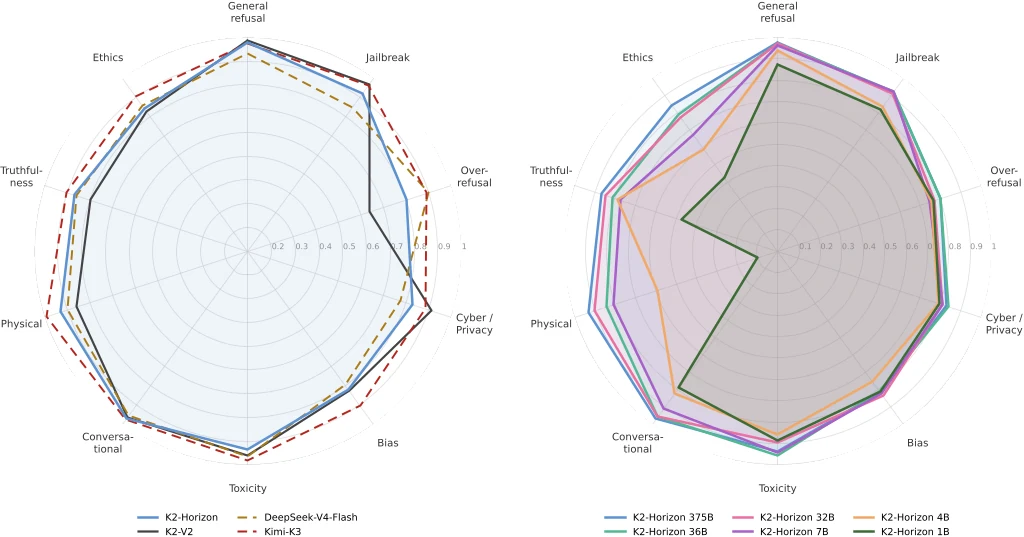 General
refusal
Jailbreak
Over-
refusal
Cyber /
Privacy
Bias
Toxicity
Conversa-
tional
Physical
Truthful-
ness
Ethics
0.2 0.3 0.4 0.5 0.6 0.7 0.8 0.9 1
K2-Horizon
K2-V2
DeepSeek-V4-Flash
Kimi-K3
General
refusal
Jailbreak
Over-
refusal
Cyber /
Privacy
Bias
Toxicity
Conversa-
tional
Physical
Truthful-
ness
Ethics
0.1 0.2 0.3 0.4 0.5 0.6 0.7 0.8 0.9 1
K2-Horizon 375B
K2-Horizon 36B
K2-Horizon 32B
K2-Horizon 7B
K2-Horizon 4B
K2-Horizon 1B